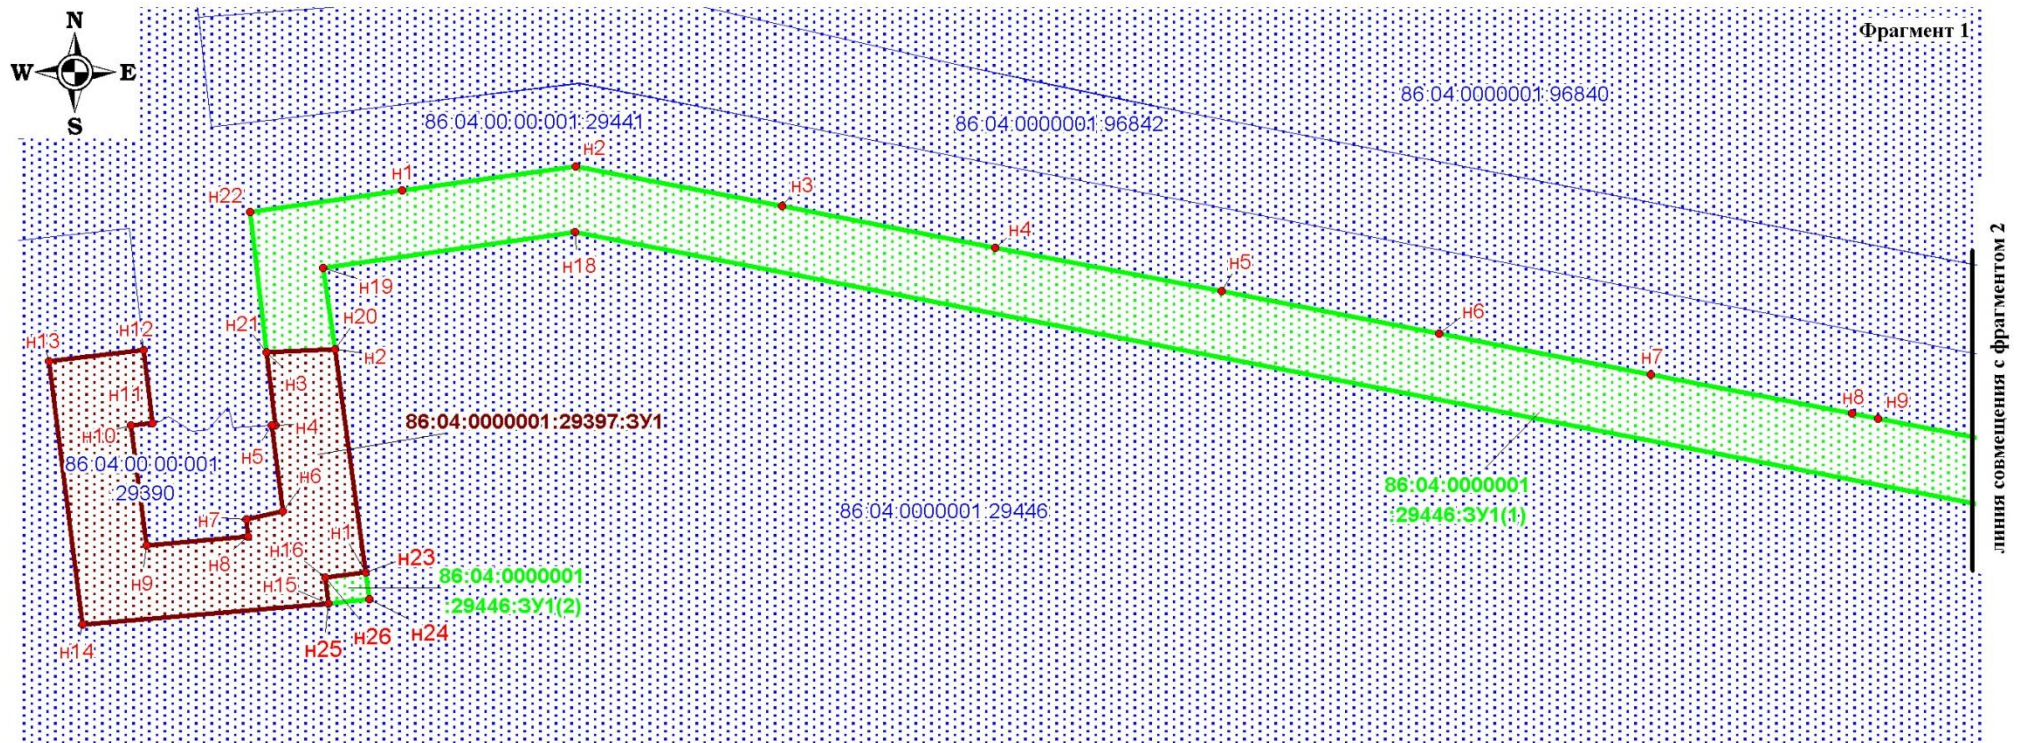 N
Фрагмент 1
W
E
S
86:04:0000001:96840
86:04:00:00:001:29441
86:04:0000001:96842
н2
н1
н22
н3
н4
н18
н5
н19
н6
н21
н20
н12
н13
н2
н7
н3
н11
н8
н9
86:04:0000001:29397:ЗУ1
н4
н10
н5
86:04:00:00:001
29390
н6
86:04:0000001
:29446:ЗУ1(1)
86:04:0000001:29446
н7
н1
н16
н9
н8
н23
86:04:0000001
:29446:ЗУ1(2)
н15
н26
н24
н25
н14
линия совмещения с фрагментом 2